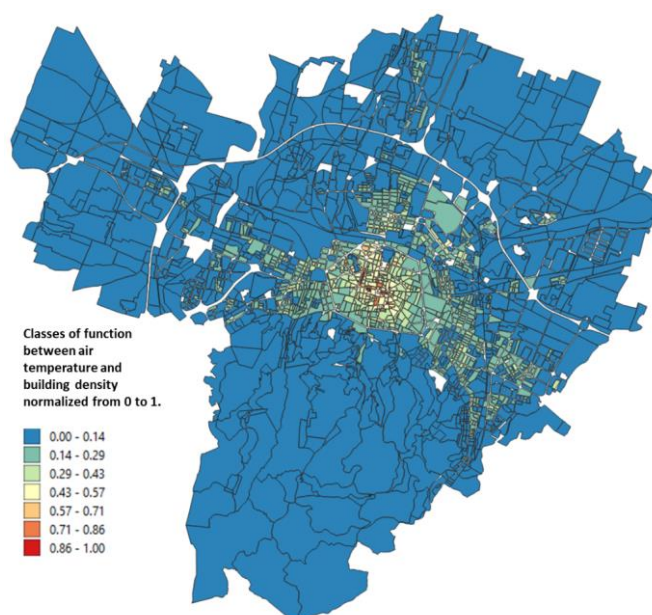 Classes of function
between air
temperature and
building density
normalized from 0 to 1.
0.00 - 0.14
0.14 - 0.29
0.29 - 0.43
0.43 - 0.57
0.57 - 0.71
0.71 - 0.86
0.86 - 1.00